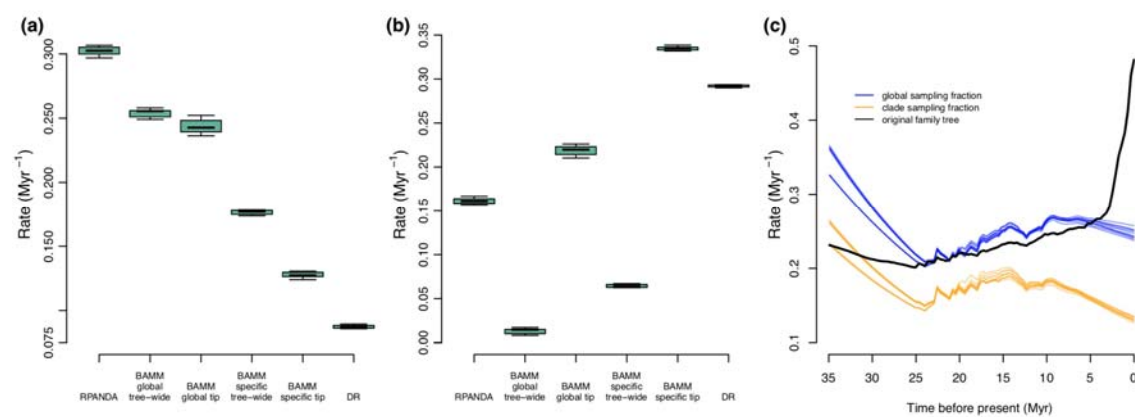 (a)
Rate (Myr⁻¹)
0.300
0.250
0.200
0.150
0.075
RPANDA
BAMM
global
tree−wide
BAMM
global tip
BAMM
specific
tree−wide
BAMM
specific tip
DR
(b)
Rate (Myr⁻¹)
0.35
0.30
0.25
0.20
0.15
0.10
0.05
0.00
RPANDA
BAMM
global
tree−wide
BAMM
global tip
BAMM
specific
tree−wide
BAMM
specific tip
DR
(c)
Rate (Myr⁻¹)
0.5
0.4
0.3
0.2
0.1
global sampling fraction
clade sampling fraction
original family tree
35 30 25 20 15 10 5 0
Time before present (Myr)